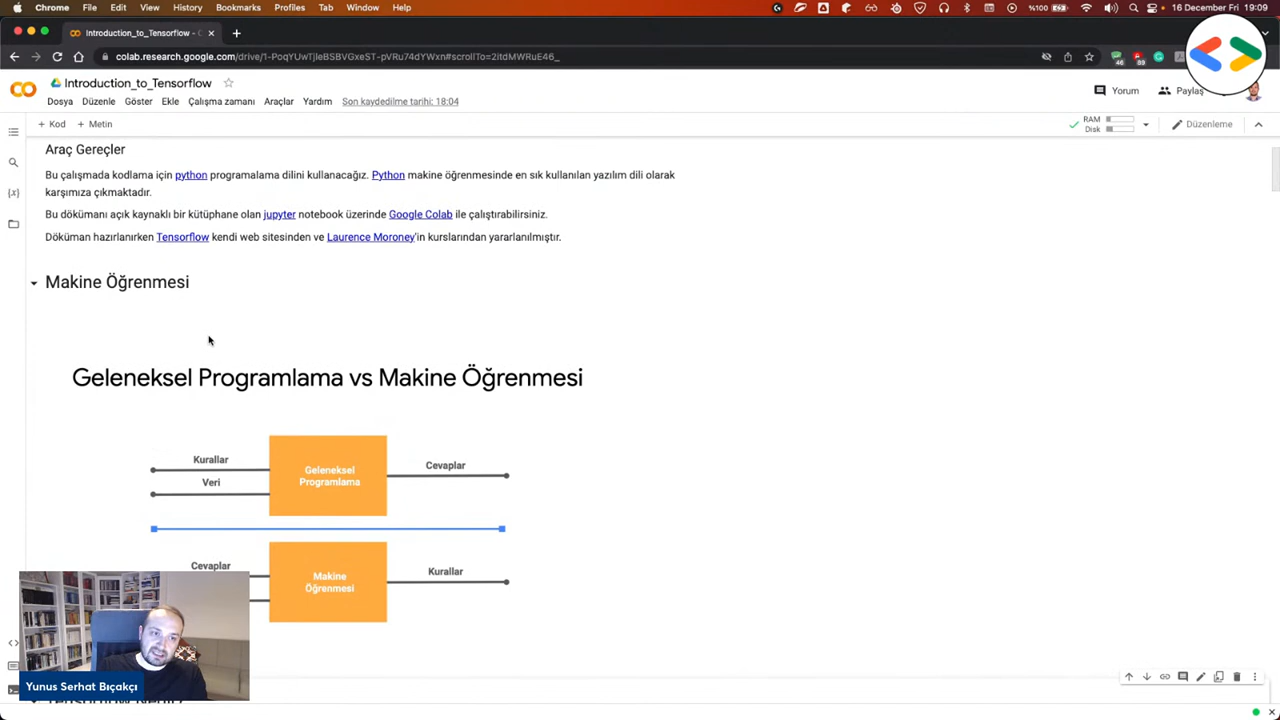 Chrome File Edit View History Bookmarks Profiles Tab Window Help %100 16 December Fri 19:09
Introduction_to_Tensorflow - C
colab.research.google.com/drive/1-PoqYUwTjleBSBVGxeST-pVRu74dYWxn#scrollTo=2itdMWRuE46_
Introduction_to_Tensorflow
Yorum Paylaş
Dosya Düzenle Göster Ekle Çalışma zamanı Araçlar Yardım Son kaydedilme tarihi: 18:04
+ Kod + Metin RAM Disk Düzenleme
Araç Gereçler
Bu çalışmada kodlama için python programalama dilini kullanacağız. Python makine öğrenmesinde en sık kullanılan yazılım dili olarak
karşımıza çıkmaktadır.
Bu dökümanı açık kaynaklı bir kütüphane olan jupyter notebook üzerinde Google Colab ile çalıştırabilirsiniz.
Döküman hazırlanırken Tensorflow kendi web sitesinden ve Laurence Moroney'in kurslarından yararlanılmıştır.
Makine Öğrenmesi
Geleneksel Programlama vs Makine Öğrenmesi
Kurallar
Veri
Geleneksel
Programlama
Cevaplar
Cevaplar
Makine
Öğrenmesi
Kurallar
Yunus Serhat Bıçakçı